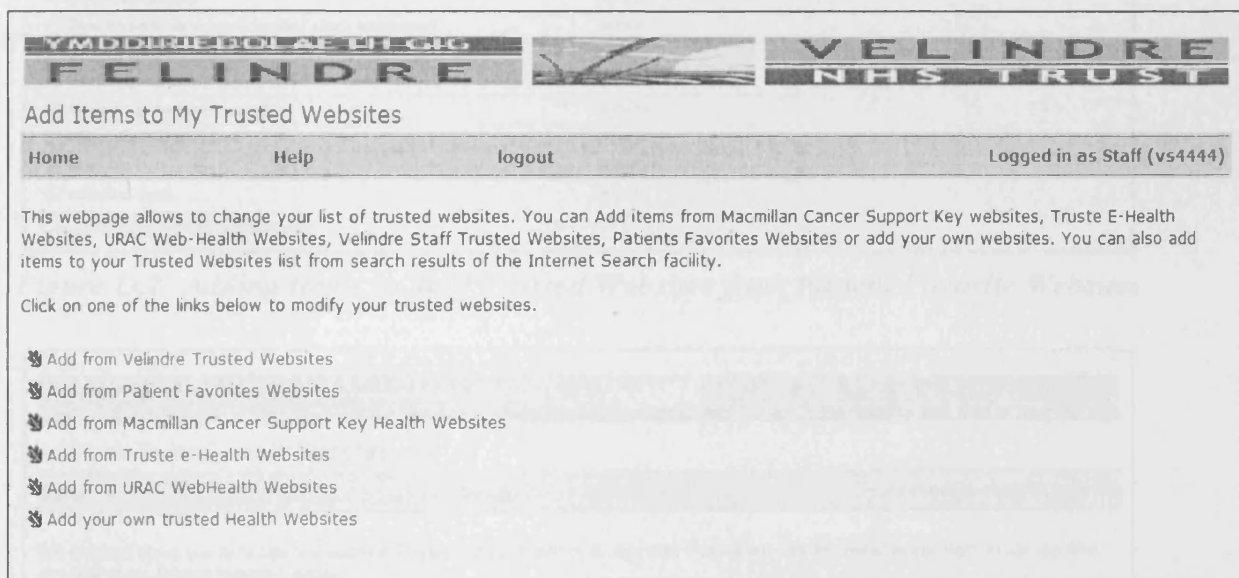 YMDDIRIEDOLAETH GIG
FELINDRE
VELINDRE
NHS TRUST
Add Items to My Trusted Websites
Home Help logout Logged in as Staff (vs4444)
This webpage allows to change your list of trusted websites. You can Add items from Macmillan Cancer Support Key websites, Truste E-Health
Websites, URAC Web-Health Websites, Velindre Staff Trusted Websites, Patients Favorites Websites or add your own websites. You can also add
items to your Trusted Websites list from search results of the Internet Search facility.
Click on one of the links below to modify your trusted websites.
Add from Velindre Trusted Websites
Add from Patient Favorites Websites
Add from Macmillan Cancer Support Key Health Websites
Add from Truste e-Health Websites
Add from URAC WebHealth Websites
Add your own trusted Health Websites